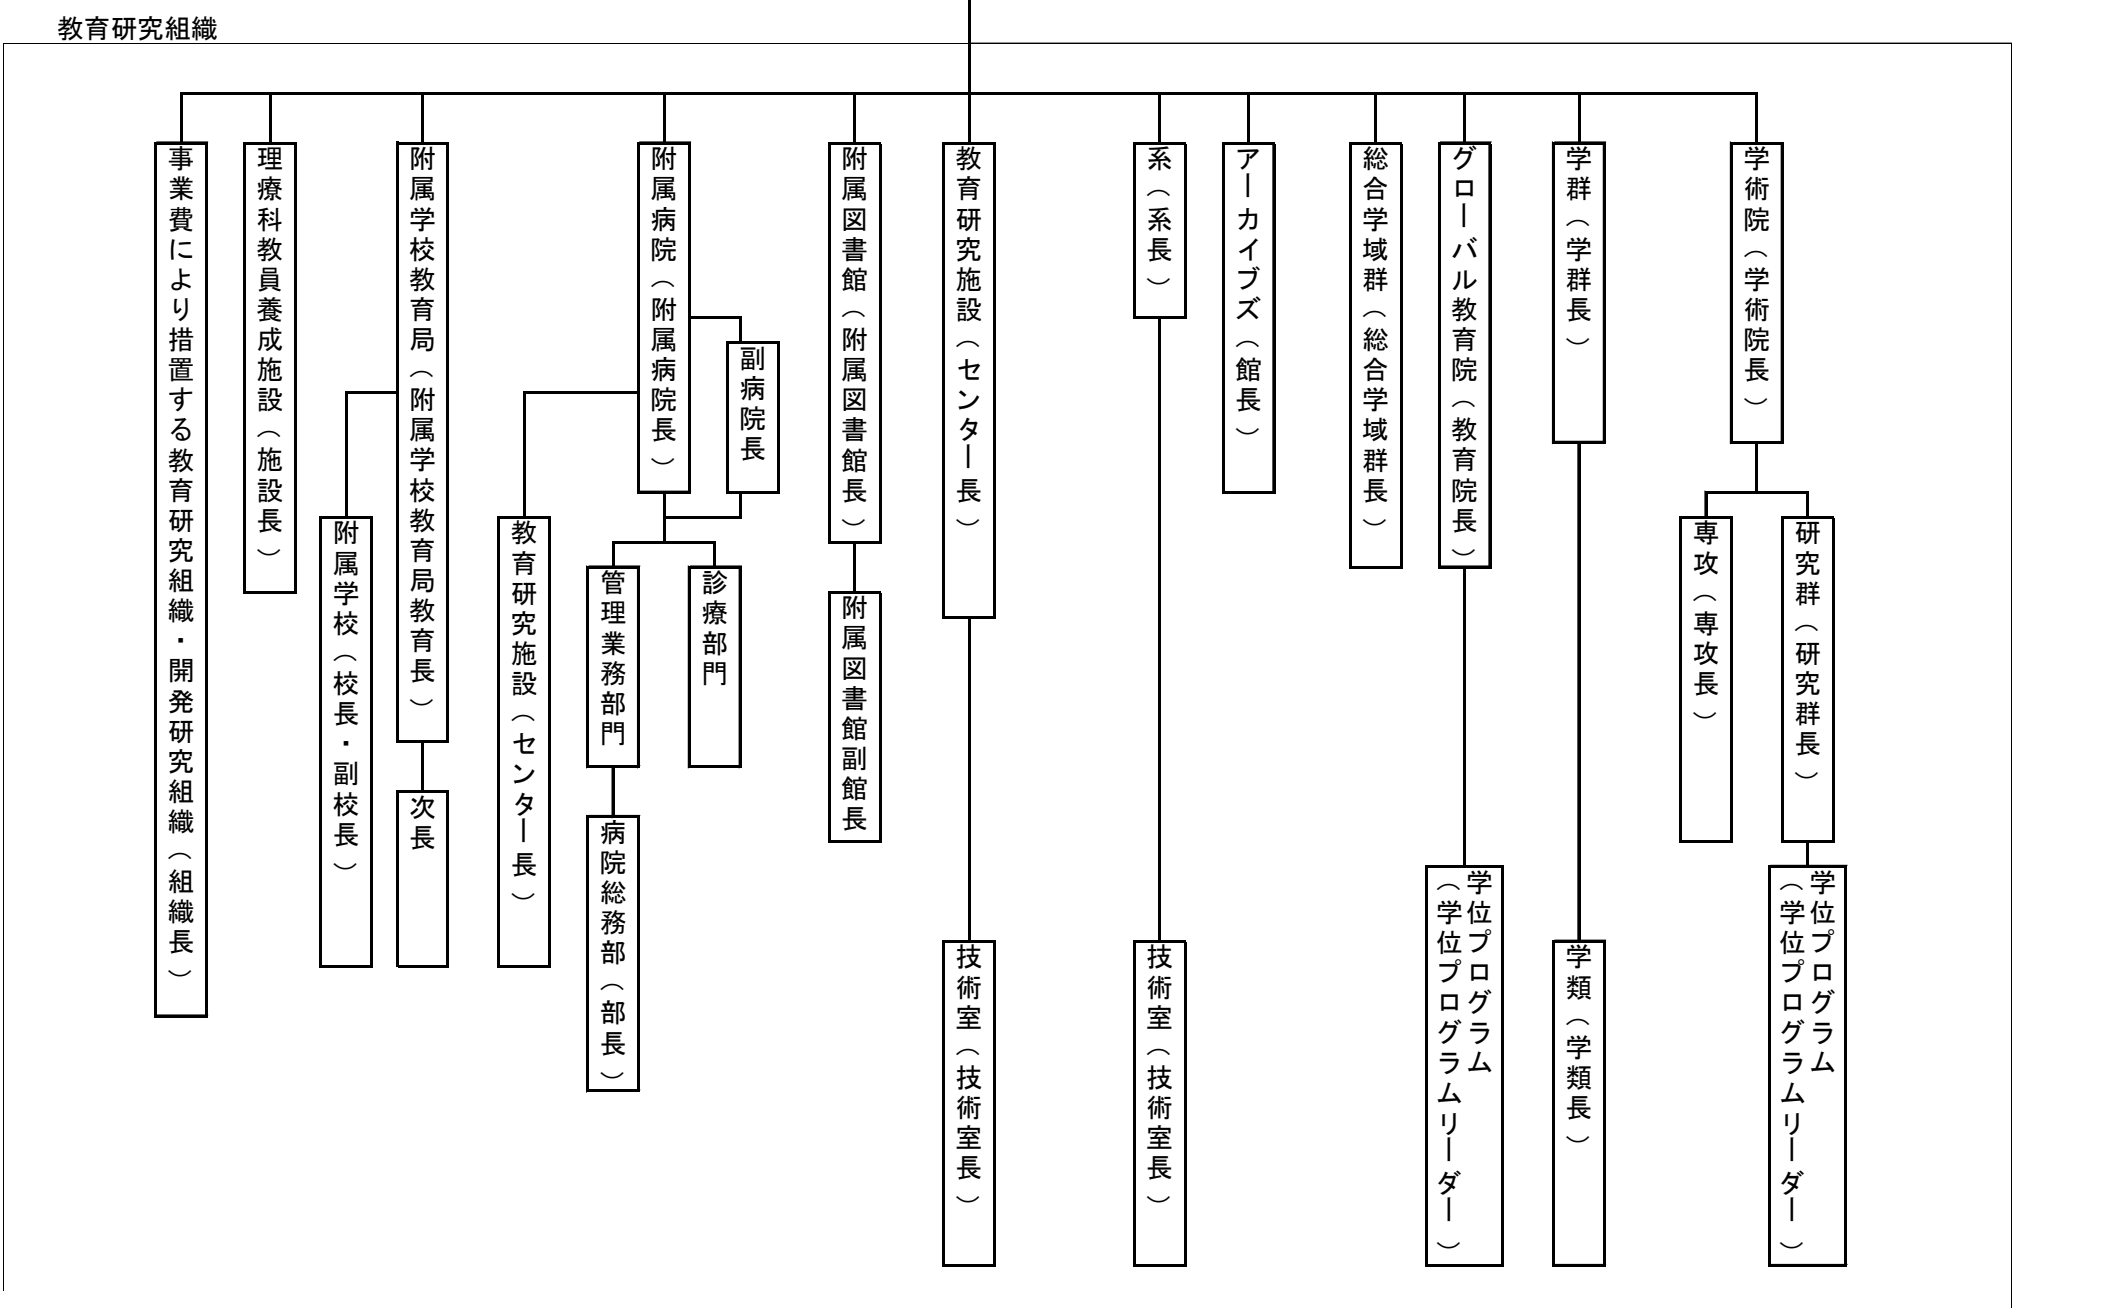 教育研究組織
学術院（学術院長）
学群（学群長）
グローバル教育院（教育院長）
総合学域群（総合学域群長）
アーカイブズ（館長）
系（系長）
教育研究施設（センター長）
附属図書館（附属図書館長）
附属病院（附属病院長）
附属学校教育局（附属学校教育局教育長）
理療科教員養成施設（施設長）
事業費により措置する教育研究組織・開発研究組織（組織長）
副病院長
研究群（研究群長）
専攻（専攻長）
教育研究施設（センター長）
附属学校（校長・副校長）
診療部門
管理業務部門
附属図書館副館長
次長
病院総務部（部長）
学位プログラム
（学位プログラムリーダー）
学位プログラム
（学位プログラムリーダー）
学類（学類長）
技術室（技術室長）
技術室（技術室長）